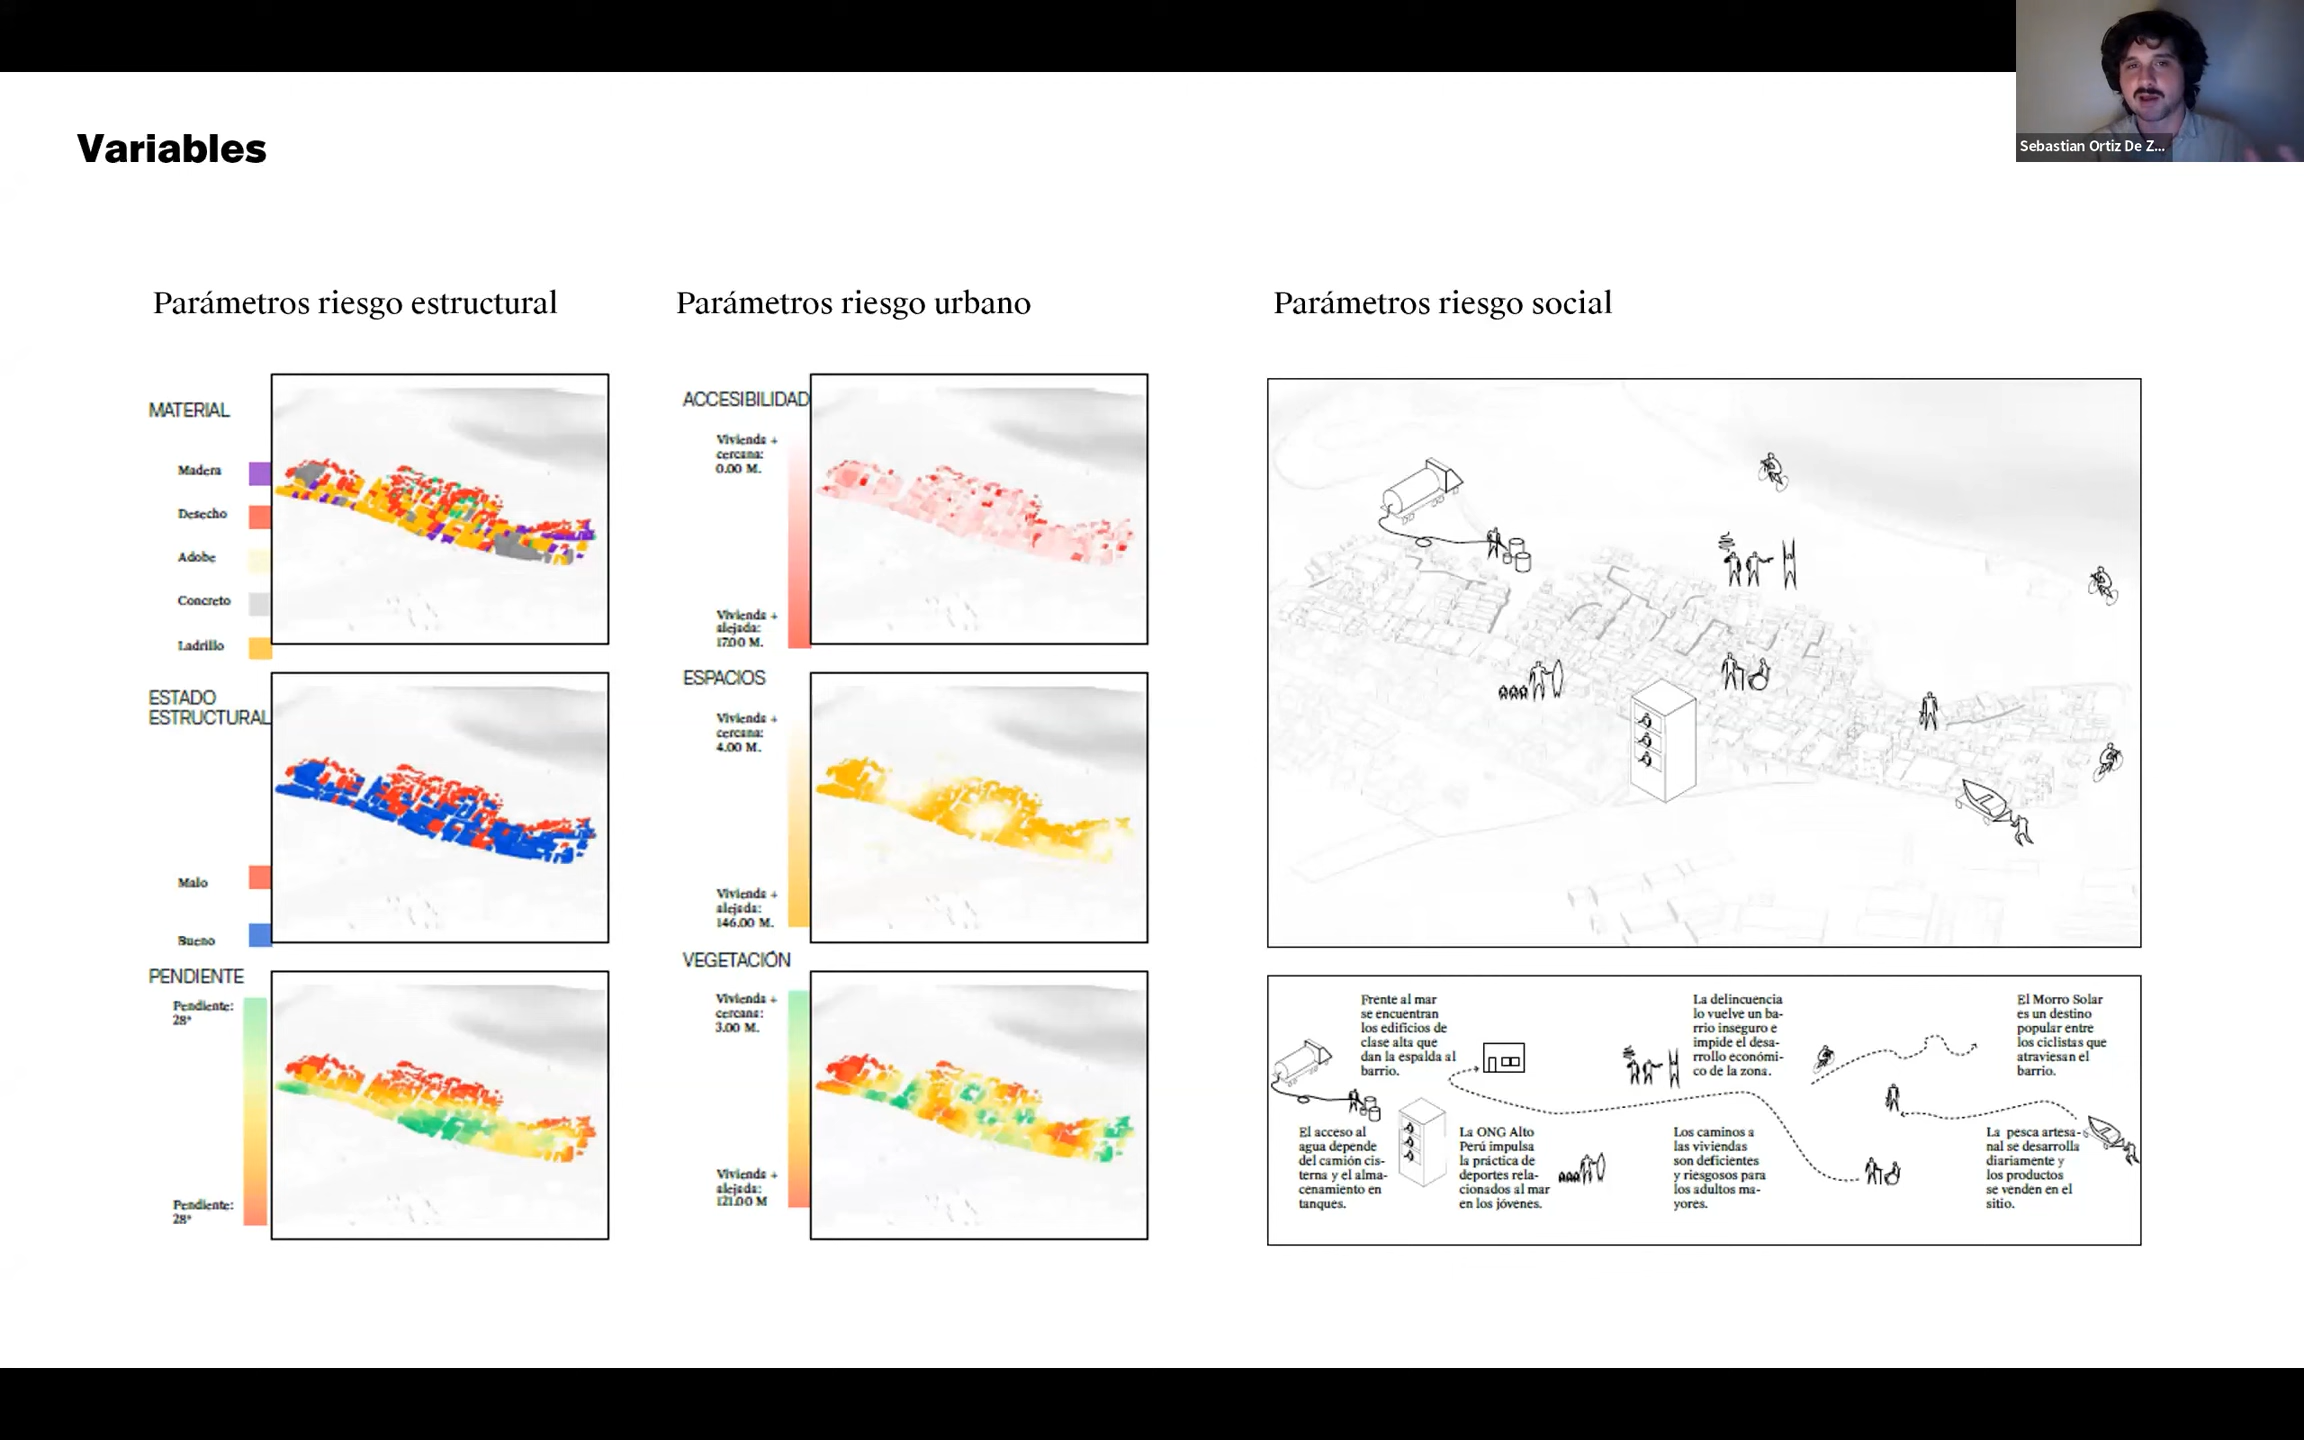 Sebastian Ortiz De Z...
Variables
Parámetros riesgo estructural
MATERIAL
Madera
Desecho
Adobe
Concreto
Ladrillo
ESTADO
ESTRUCTURAL
Malo
Bueno
PENDIENTE
Pendiente:
28°
Pendiente:
28°
Parámetros riesgo urbano
ACCESIBILIDAD
Vivienda +
cercana:
0.00 M.
Vivienda +
alejada:
17.00 M.
ESPACIOS
Vivienda +
cercana:
4.00 M.
Vivienda +
alejada:
146.00 M.
VEGETACIÓN
Vivienda +
cercana:
3.00 M.
Vivienda +
alejada:
121.00 M
Parámetros riesgo social
Frente al mar
se encuentran
los edificios de
clase alta que
dan la espalda al
barrio.
La delincuencia
lo vuelve un ba-
rrio inseguro e
impide el desa-
rrollo económi-
co de la zona.
El Morro Solar
es un destino
popular entre
los ciclistas que
atraviesan el
barrio.
El acceso al
agua depende
del camión cis-
terna y el alma-
cenamiento en
tanques.
La ONG Alto
Perú impulsa
la práctica de
deportes rela-
cionados al mar
en los jóvenes.
Los caminos a
las viviendas
son deficientes
y riesgosos para
los adultos ma-
yores.
La pesca artesa-
nal se desarrolla
diariamente y
los productos
se venden en el
sitio.